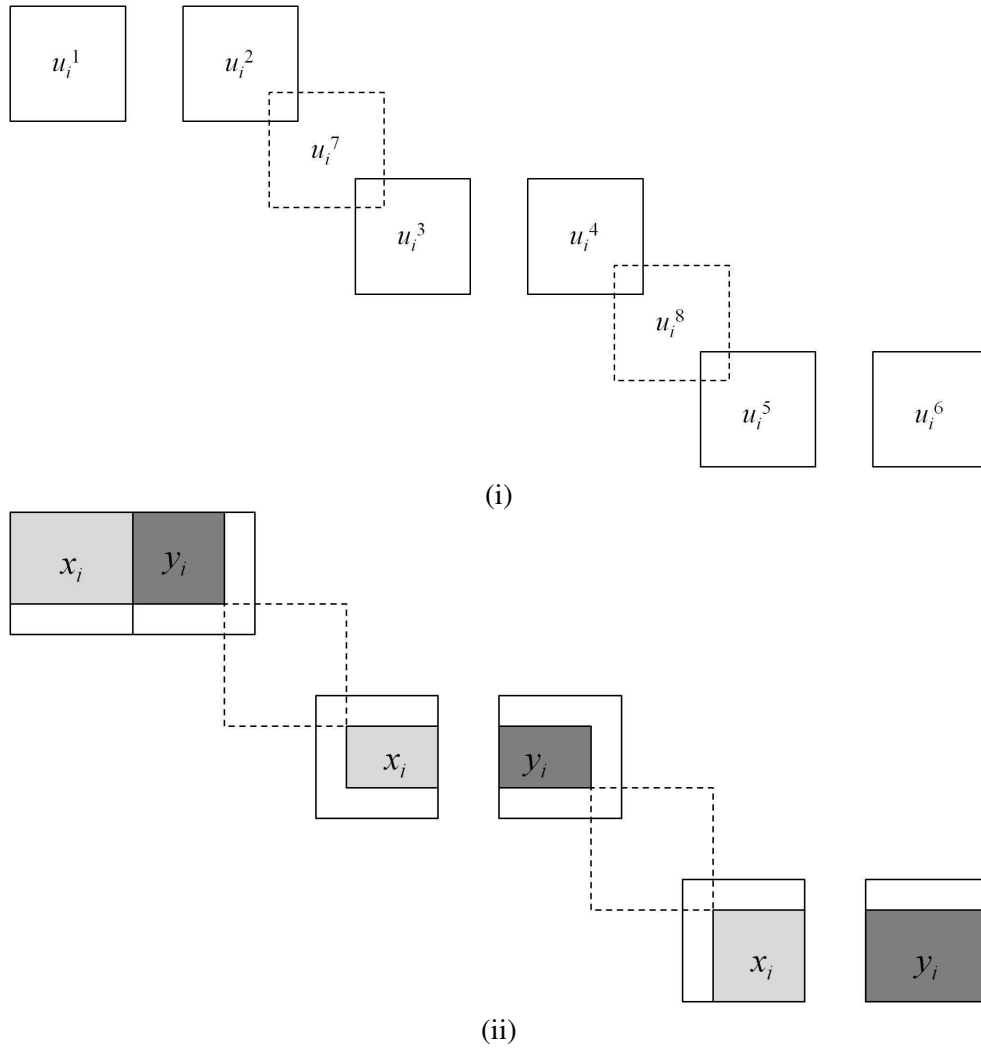 u_i^1 u_i^2
u_i^7
u_i^3 u_i^4
u_i^8
u_i^5 u_i^6
(i)
x_i y_i
x_i y_i
x_i y_i
(ii)